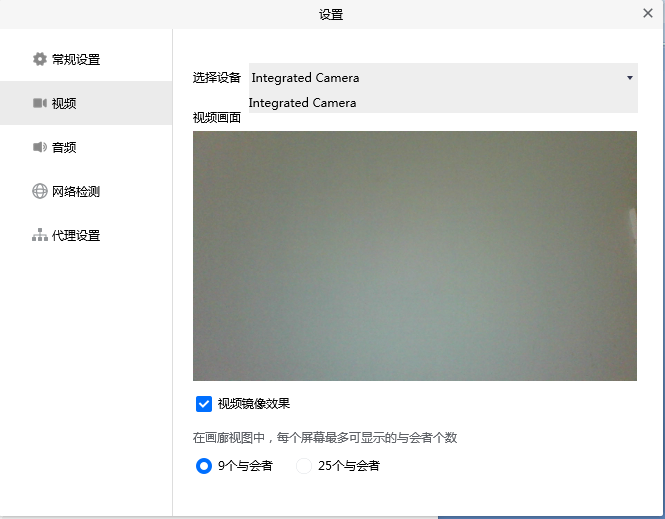 设置
常规设置
视频
音频
网络检测
代理设置
选择设备
Integrated Camera
Integrated Camera
视频画面
视频镜像效果
在画廊视图中，每个屏幕最多可显示的与会者个数
9个与会者
25个与会者